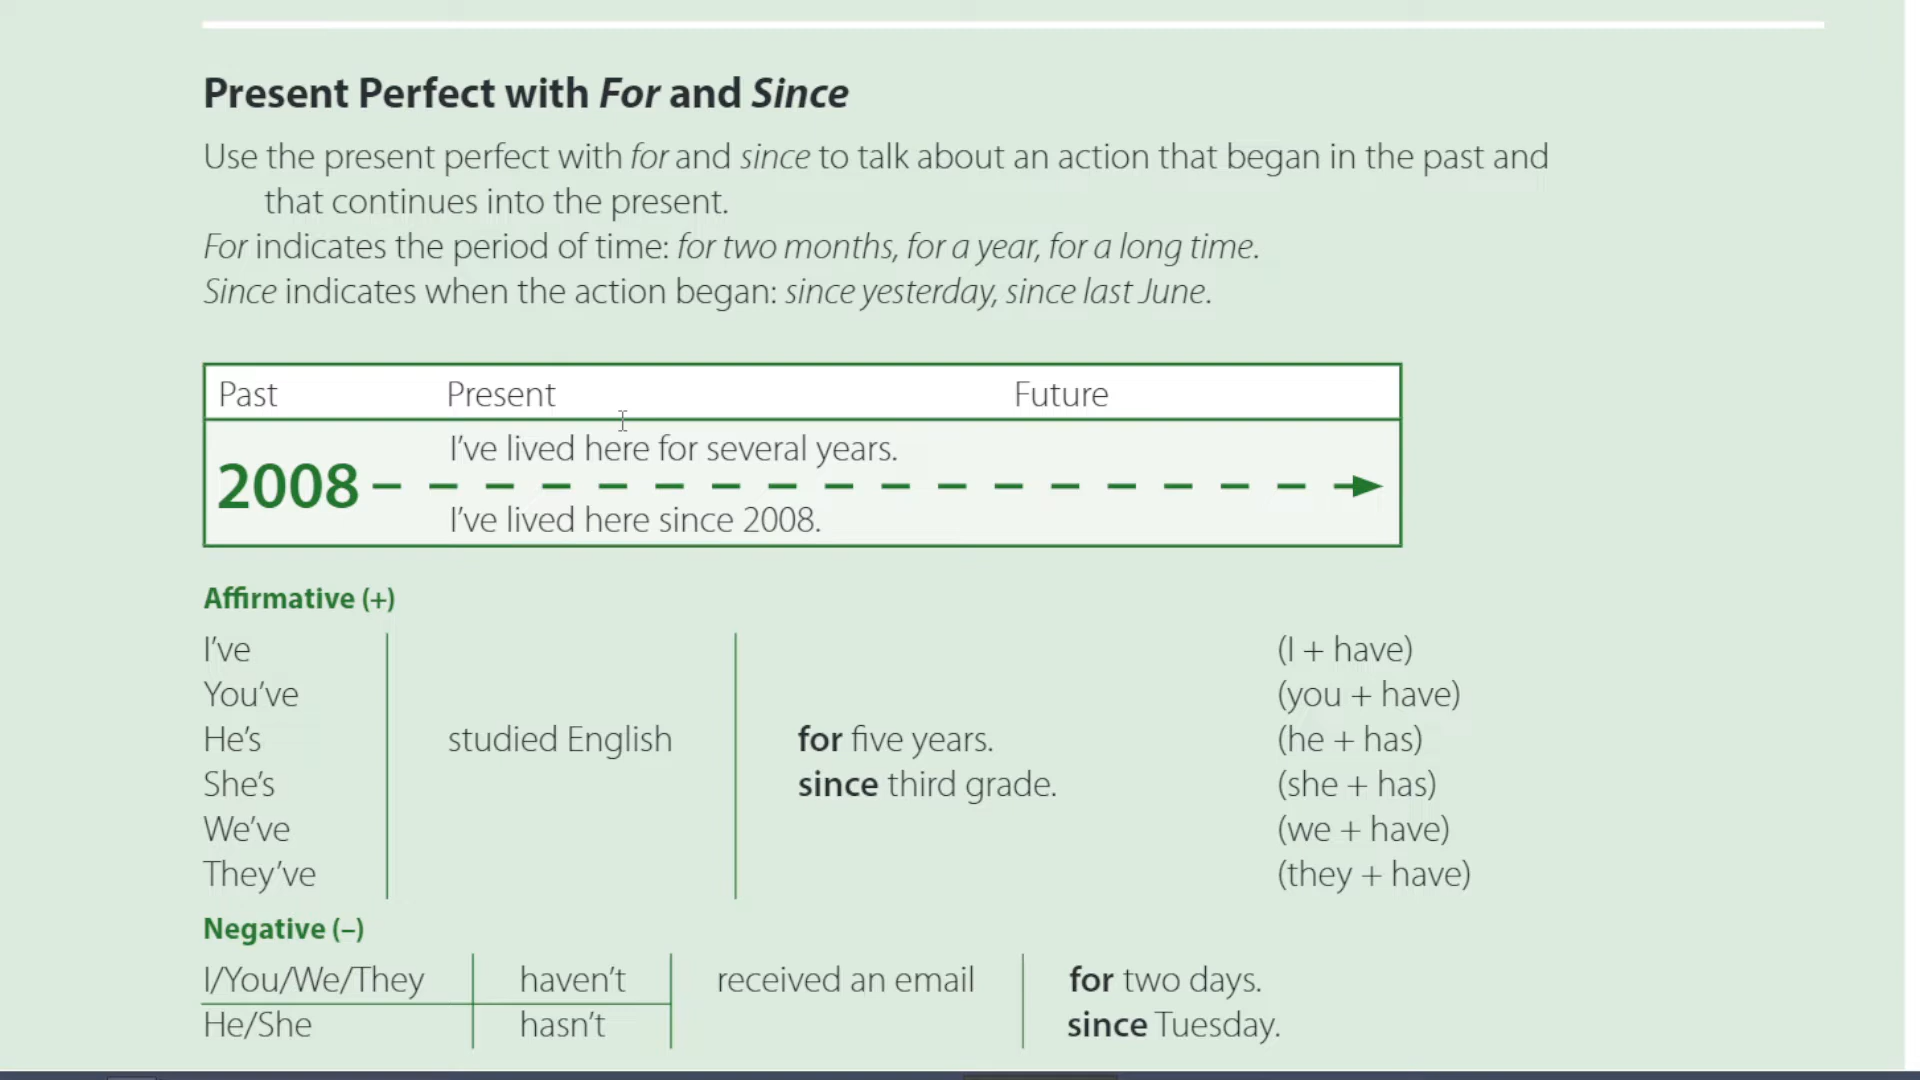 Present Perfect with For and Since
Use the present perfect with for and since to talk about an action that began in the past and
that continues into the present.
For indicates the period of time: for two months, for a year, for a long time.
Since indicates when the action began: since yesterday, since last June.
Past Present Future
I’ve lived here for several years.
2008
I’ve lived here since 2008.
Affirmative (+)
I’ve (I + have)
You’ve (you + have)
He’s studied English for five years. (he + has)
She’s since third grade. (she + has)
We’ve (we + have)
They’ve (they + have)
Negative (–)
I/You/We/They haven’t received an email for two days.
He/She hasn’t since Tuesday.